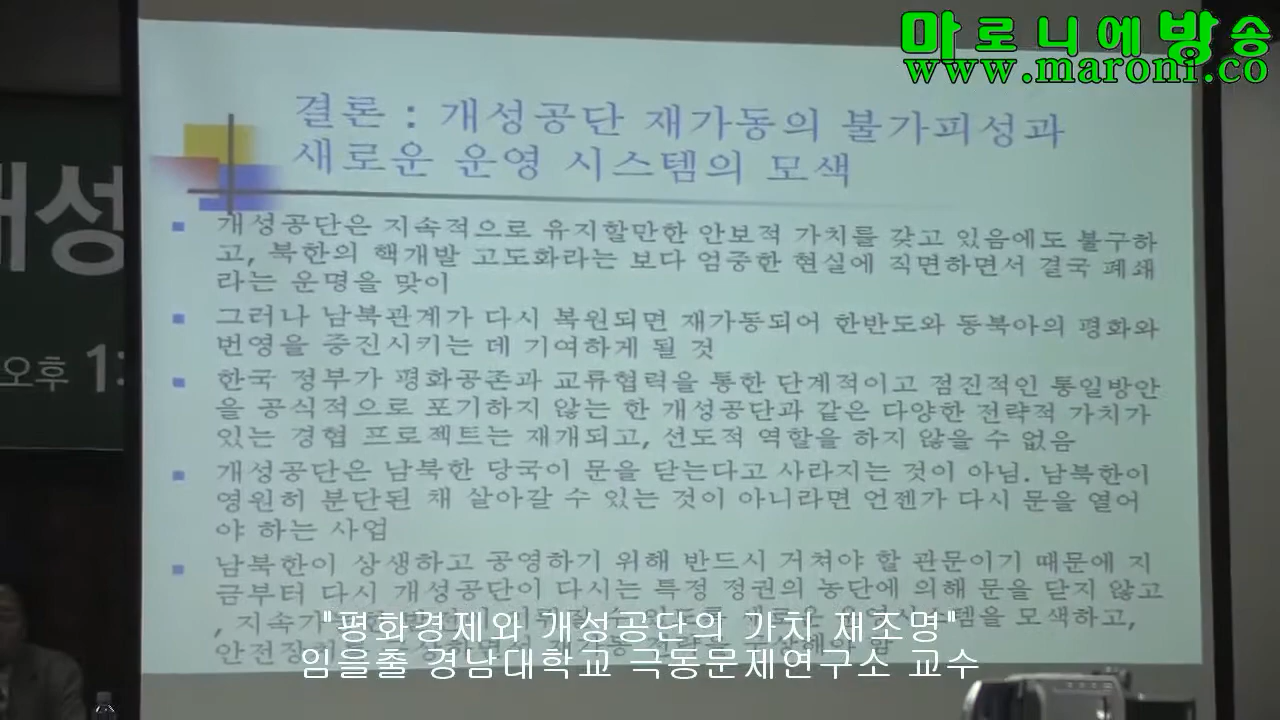 마로니에방송
www.maroni.co
결론 : 개성공단 재가동의 불가피성과
새로운 운영 시스템의 모색
개성공단은 지속적으로 유지할만한 안보적 가치를 갖고 있음에도 불구하
고, 북한의 핵개발 고도화라는 보다 엄중한 현실에 직면하면서 결국 폐쇄
라는 운명을 맞이
그러나 남북관계가 다시 복원되면 재가동되어 한반도와 동북아의 평화와
번영을 증진시키는 데 기여하게 될 것
한국 정부가 평화공존과 교류협력을 통한 단계적이고 점진적인 통일방안
을 공식적으로 포기하지 않는 한 개성공단과 같은 다양한 전략적 가치가
있는 경협 프로젝트는 재개되고, 선도적 역할을 하지 않을 수 없음
개성공단은 남북한 당국이 문을 닫는다고 사라지는 것이 아님. 남북한이
영원히 분단된 채 살아갈 수 있는 것이 아니라면 언젠가 다시 문을 열어
야 하는 사업
남북한이 상생하고 공영하기 위해 반드시 거쳐야 할 관문이기 때문에 지
금부터 다시 개성공단이 다시는 특정 정권의 농단에 의해 문을 닫지 않고
, 모색하고,
"평화경제와 개성공단의 가치 재조명"
임을출 경남대학교 극동문제연구소 교수
성
오후 1: